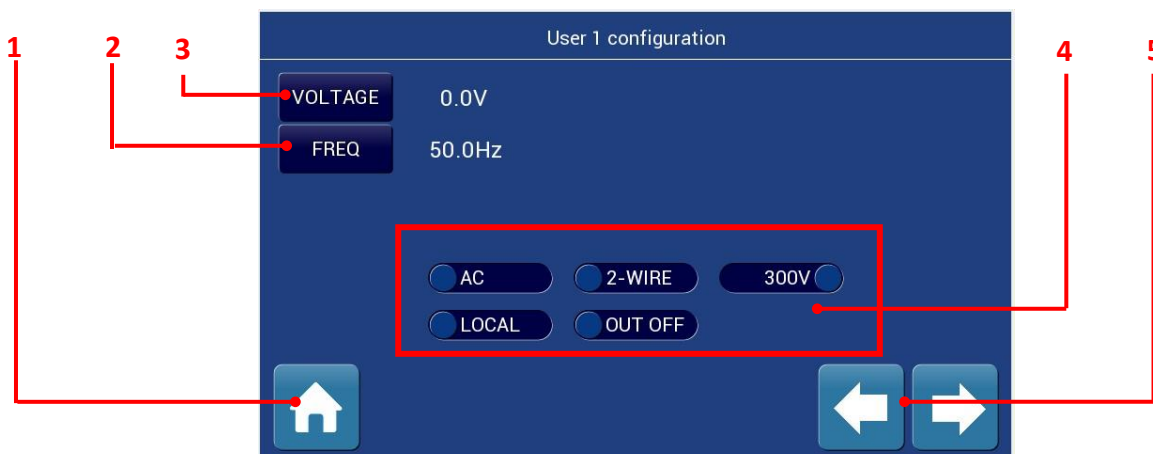 User 1 configuration
1 2 3 4 5
VOLTAGE 0.0V
FREQ 50.0Hz
AC 2-WIRE 300V
LOCAL OUT OFF